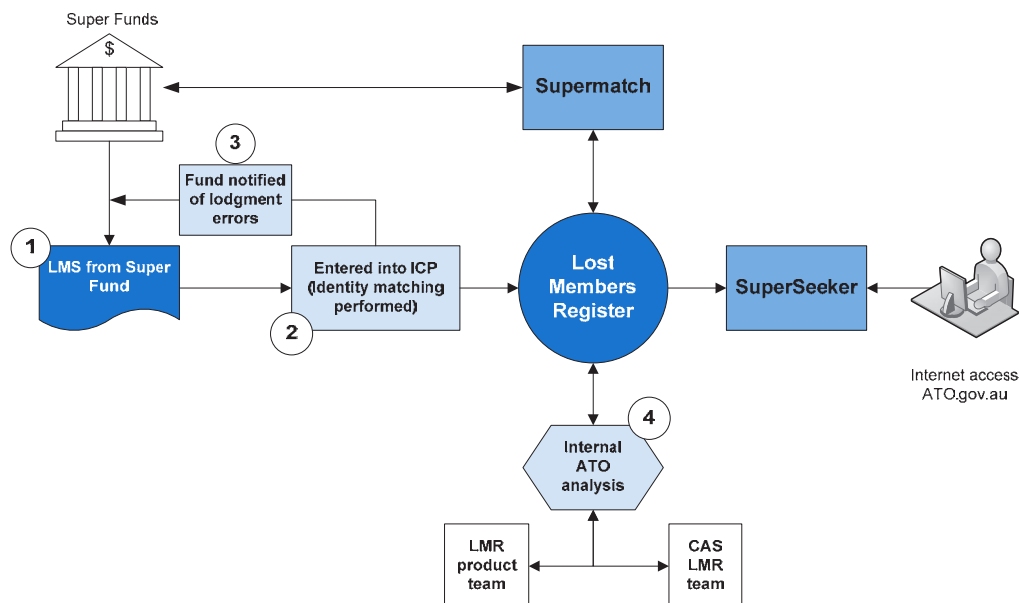 Super Funds
$
Supermatch
3
Fund notified
of lodgment
errors
1
LMS from Super
Fund
Entered into ICP
(Identity matching
performed)
2
Lost
Members
Register
SuperSeeker
Internet access
ATO.gov.au
4
Internal
ATO
analysis
LMR
product
team
CAS
LMR
team